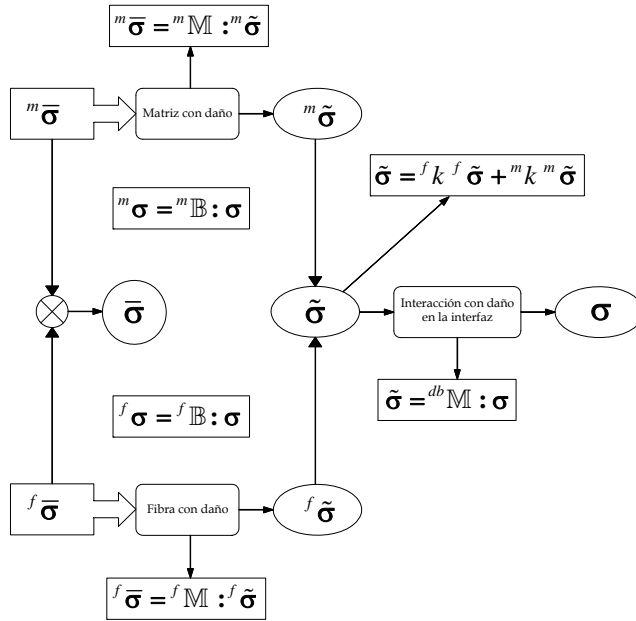 ᵐσ̅ = ᵐ𝕄 : ᵐσ̃
ᵐσ̅
Matriz con daño
ᵐσ̃
σ̃ = ᶠk ᶠσ̃ + ᵐk ᵐσ̃
ᵐσ = ᵐ𝔹 : σ
σ̅
σ̃
Interacción con daño
en la interfaz
σ
σ̃ = ᵈᵇ𝕄 : σ
ᶠσ = ᶠ𝔹 : σ
ᶠσ̅
Fibra con daño
ᶠσ̃
ᶠσ̅ = ᶠ𝕄 : ᶠσ̃